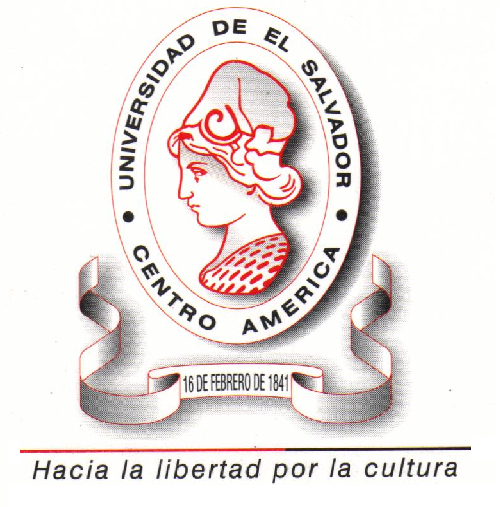 UNIVERSIDAD DE EL SALVADOR
CENTRO AMERICA
16 DE FEBRERO DE 1841
Hacia la libertad por la cultura